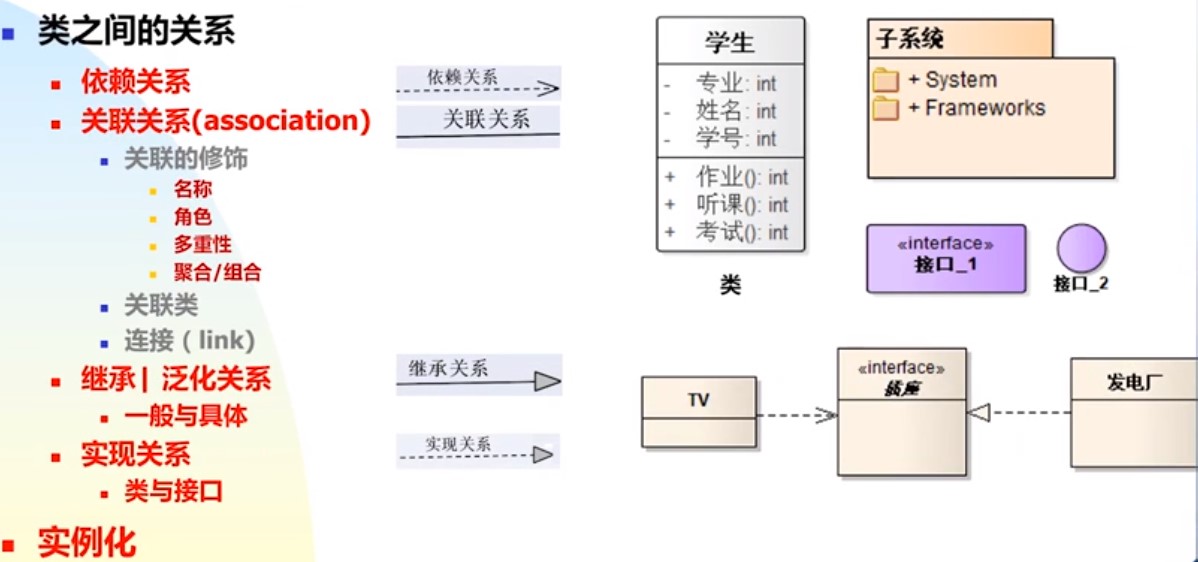 类之间的关系
依赖关系
关联关系(association)
关联的修饰
名称
角色
多重性
聚合/组合
关联类
连接（link)
继承| 泛化关系
一般与具体
实现关系
类与接口
实例化
依赖关系
关联关系
继承关系
实现关系
学生
- 专业: int
- 姓名: int
- 学号: int
+ 作业(): int
+ 听课(): int
+ 考试(): int
类
子系统
+ System
+ Frameworks
«interface»
接口_1
接口_2
TV
«interface»
插座
发电厂